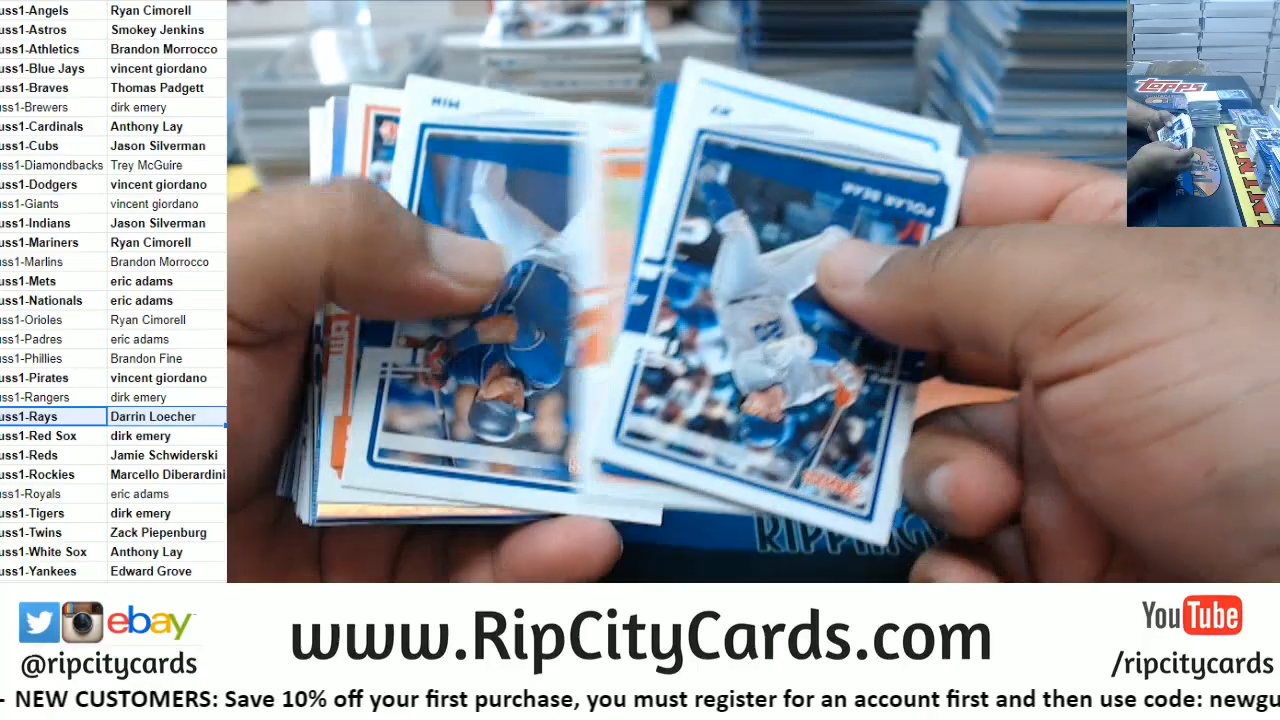 uss1-Angels Ryan Cimorell
uss1-Astros Smokey Jenkins
uss1-Athletics Brandon Morrocco
uss1-Blue Jays vincent giordano
uss1-Braves Thomas Padgett
uss1-Brewers dirk emery
uss1-Cardinals Anthony Lay
uss1-Cubs Jason Silverman
uss1-Diamondbacks Trey McGuire
uss1-Dodgers vincent giordano
uss1-Giants vincent giordano
uss1-Indians Jason Silverman
uss1-Mariners Ryan Cimorell
uss1-Marlins Brandon Morrocco
uss1-Mets eric adams
uss1-Nationals eric adams
uss1-Orioles Ryan Cimorell
uss1-Padres eric adams
uss1-Phillies Brandon Fine
uss1-Pirates vincent giordano
uss1-Rangers dirk emery
uss1-Rays Darrin Loecher
uss1-Red Sox dirk emery
uss1-Reds Jamie Schwiderski
uss1-Rockies Marcello Diberardini
uss1-Royals eric adams
uss1-Tigers dirk emery
uss1-Twins Zack Piepenburg
uss1-White Sox Anthony Lay
uss1-Yankees Edward Grove
MIN
POLAR BEAR
RIPPING
Topps
PANINI
ebay
@ripcitycards
www.RipCityCards.com
YouTube
/ripcitycards
- NEW CUSTOMERS: Save 10% off your first purchase, you must register for an account first and then use code: newgu